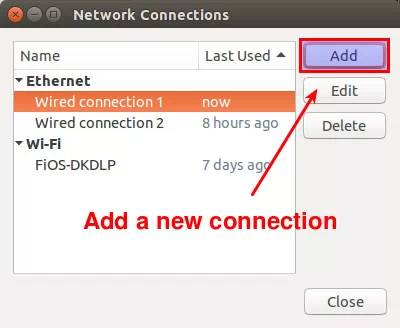 Network Connections
Name Last Used Add
Ethernet
Wired connection 1 now Edit
Wired connection 2 8 hours ago Delete
Wi-Fi
FiOS-DKDLP 7 days ago
Add a new connection
Close